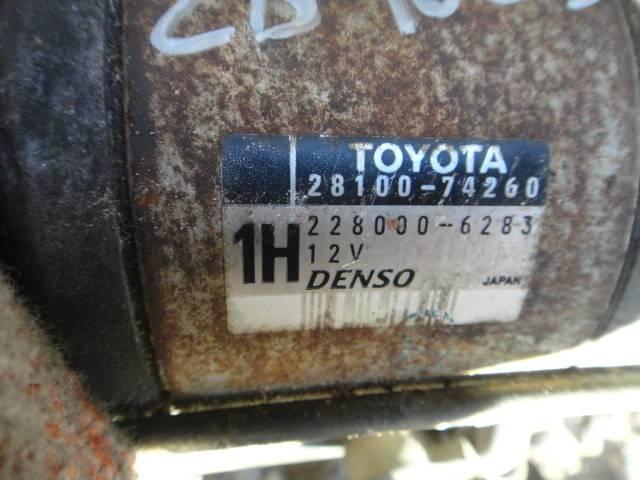 TOYOTA
28100-74260
228000-6283
1H
12V
DENSO
JAPAN